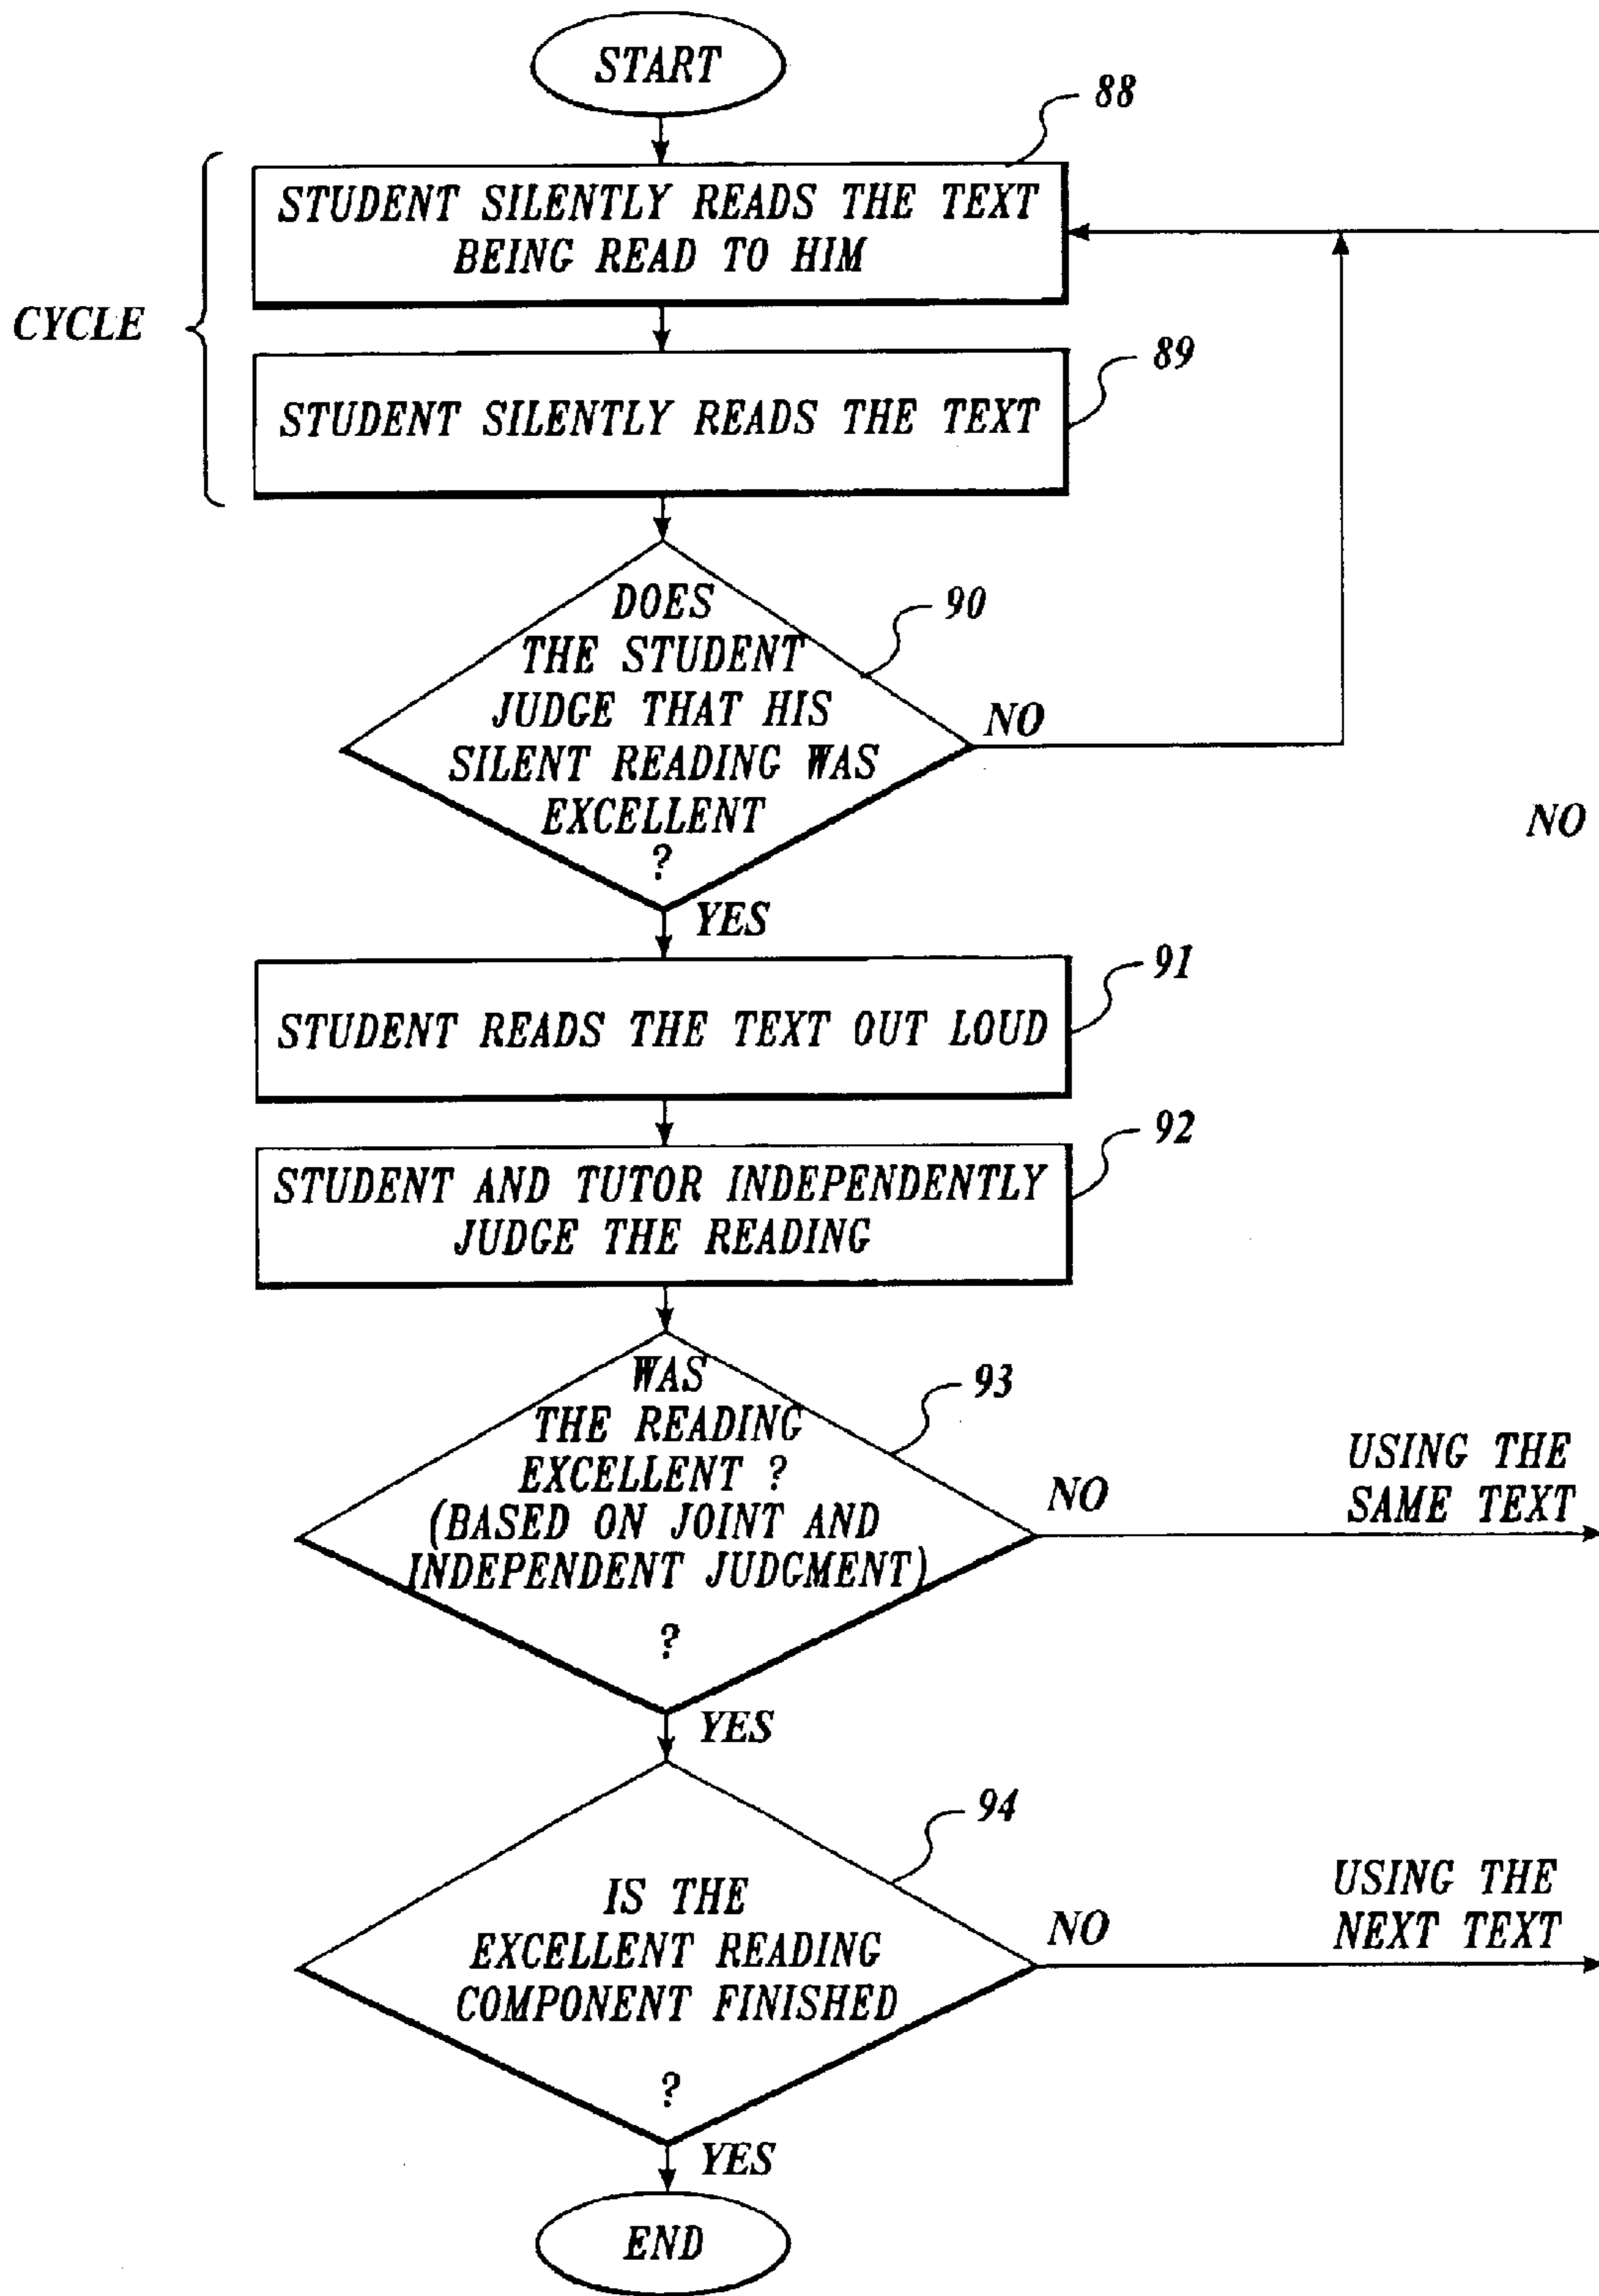 START
88
STUDENT SILENTLY READS THE TEXT
BEING READ TO HIM
CYCLE
89
STUDENT SILENTLY READS THE TEXT
DOES
THE STUDENT
JUDGE THAT HIS
SILENT READING WAS
EXCELLENT
?
90
NO
NO
YES
91
STUDENT READS THE TEXT OUT LOUD
92
STUDENT AND TUTOR INDEPENDENTLY
JUDGE THE READING
WAS
THE READING
EXCELLENT ?
(BASED ON JOINT AND
INDEPENDENT JUDGMENT)
?
93
NO
USING THE
SAME TEXT
YES
94
IS THE
EXCELLENT READING
COMPONENT FINISHED
?
NO
USING THE
NEXT TEXT
YES
END